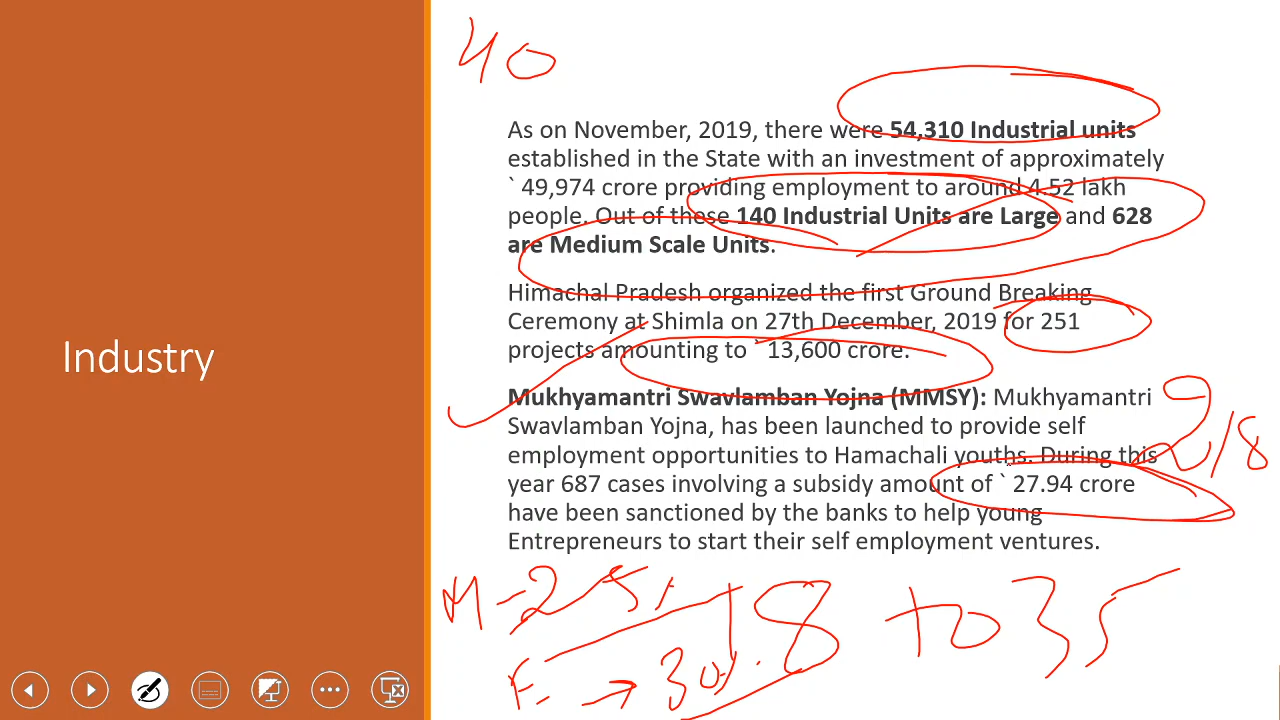 40
As on November, 2019, there were 54,310 Industrial units
established in the State with an investment of approximately
` 49,974 crore providing employment to around 4.52 lakh
people. Out of these 140 Industrial Units are Large and 628
are Medium Scale Units.
Himachal Pradesh organized the first Ground Breaking
Ceremony at Shimla on 27th December, 2019 for 251
projects amounting to ` 13,600 crore.
Industry
Mukhyamantri Swavlamban Yojna (MMSY): Mukhyamantri
Swavlamban Yojna, has been launched to provide self
employment opportunities to Hamachali youths. During this
year 687 cases involving a subsidy amount of ` 27.94 crore
have been sanctioned by the banks to help young
Entrepreneurs to start their self employment ventures.
M - 25%
18 to 35
F → 30%